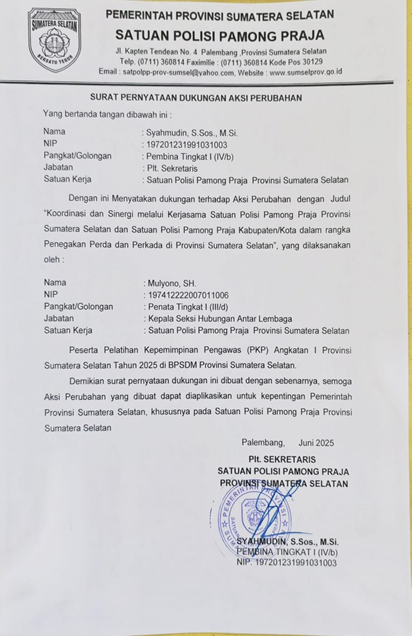 SUMATERA SELATAN
BERSATU TEGUH
PEMERINTAH PROVINSI SUMATERA SELATAN
SATUAN POLISI PAMONG PRAJA
Jl. Kapten Tendean No. 4 Palembang ,Provinsi Sumatera Selatan
Telp. (0711) 360814 Faximilie : (0711) 360814 Kode Pos 30129
Email : satpolpp-prov-sumsel@yahoo.com, Website : www.sumselprov.go.id
SURAT PERNYATAAN DUKUNGAN AKSI PERUBAHAN
Yang bertanda tangan dibawah ini :
Nama : Syahmudin, S.Sos., M.Si.
NIP : 197201231991031003
Pangkat/Golongan : Pembina Tingkat I (IV/b)
Jabatan : Plt. Sekretaris
Satuan Kerja : Satuan Polisi Pamong Praja Provinsi Sumatera Selatan
Dengan ini Menyatakan dukungan terhadap Aksi Perubahan dengan Judul
"Koordinasi dan Sinergi melalui Kerjasama Satuan Polisi Pamong Praja Provinsi
Sumatera Selatan dan Satuan Polisi Pamong Praja Kabupaten/Kota dalam rangka
Penegakan Perda dan Perkada di Provinsi Sumatera Selatan", yang dilaksanakan
oleh :
Nama : Mulyono, SH.
NIP : 197412222007011006
Pangkat/Golongan : Penata Tingkat I (III/d)
Jabatan : Kepala Seksi Hubungan Antar Lembaga
Satuan Kerja : Satuan Polisi Pamong Praja Provinsi Sumatera Selatan
Peserta Pelatihan Kepemimpinan Pengawas (PKP) Angkatan I Provinsi
Sumatera Selatan Tahun 2025 di BPSDM Provinsi Sumatera Selatan.
Demikian surat pernyataan dukungan ini dibuat dengan sebenarnya, semoga
Aksi Perubahan yang dibuat dapat diaplikasikan untuk kepentingan Pemerintah
Provinsi Sumatera Selatan, khususnya pada Satuan Polisi Pamong Praja Provinsi
Sumatera Selatan
Palembang, Juni 2025
Plt. SEKRETARIS
SATUAN POLISI PAMONG PRAJA
PROVINSI SUMATERA SELATAN
PEMERINTAH PROVINSI
SYAHMUDIN, S.Sos., M.Si.
PEMBINA TINGKAT I (IV/b)
NIP. 197201231991031003